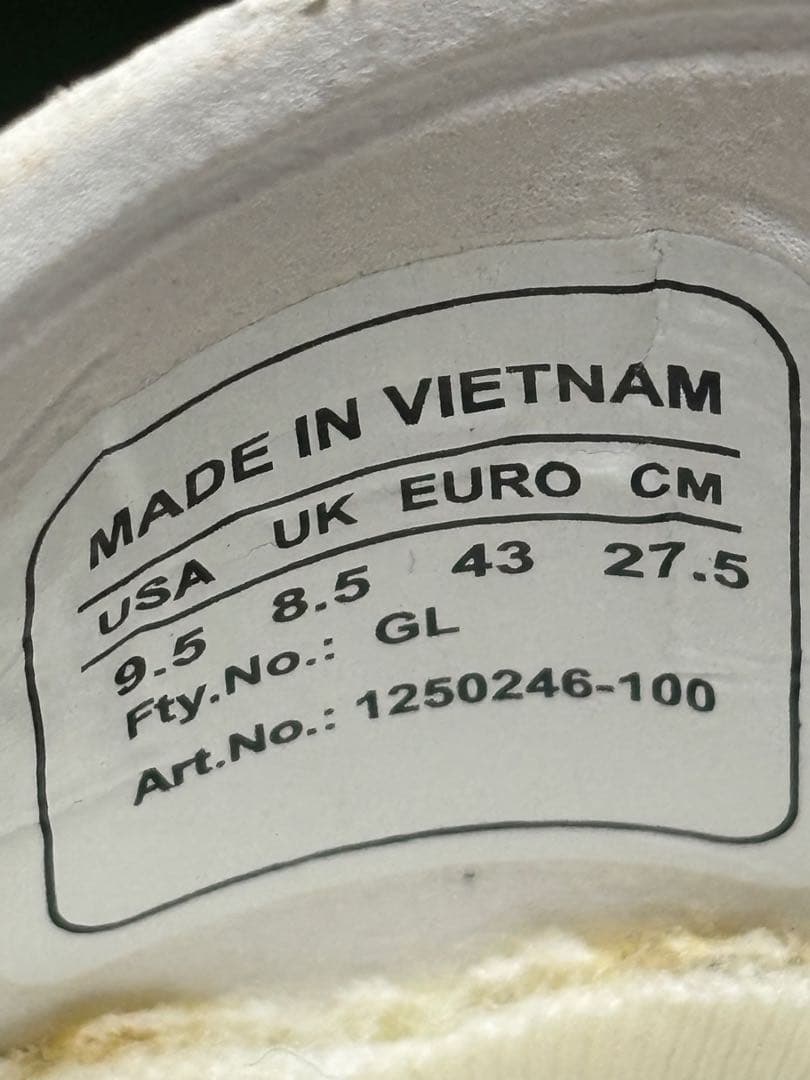 MADE IN VIETNAM
USA UK EURO CM
9.5 8.5 43 27.5
Fty.No.: GL
Art.No.: 1250246-100